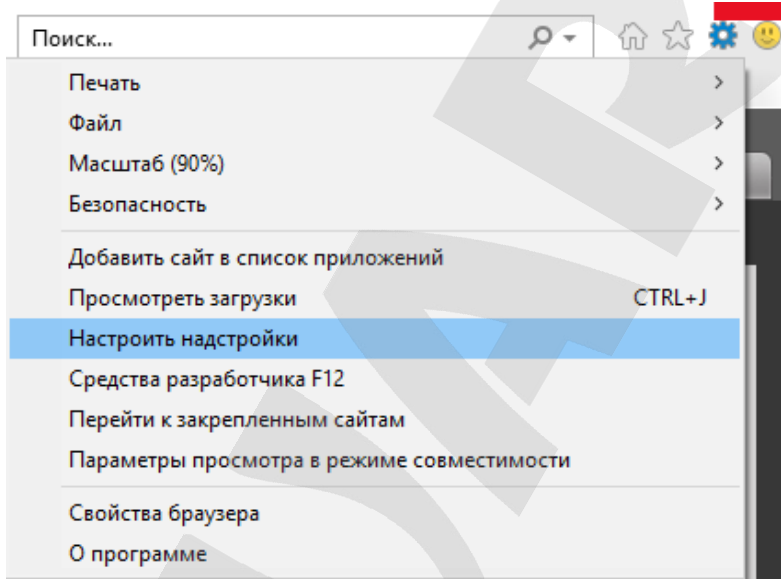 Поиск...
Печать
Файл
Масштаб (90%)
Безопасность
Добавить сайт в список приложений
Просмотреть загрузки CTRL+J
Настроить надстройки
Средства разработчика F12
Перейти к закрепленным сайтам
Параметры просмотра в режиме совместимости
Свойства браузера
О программе